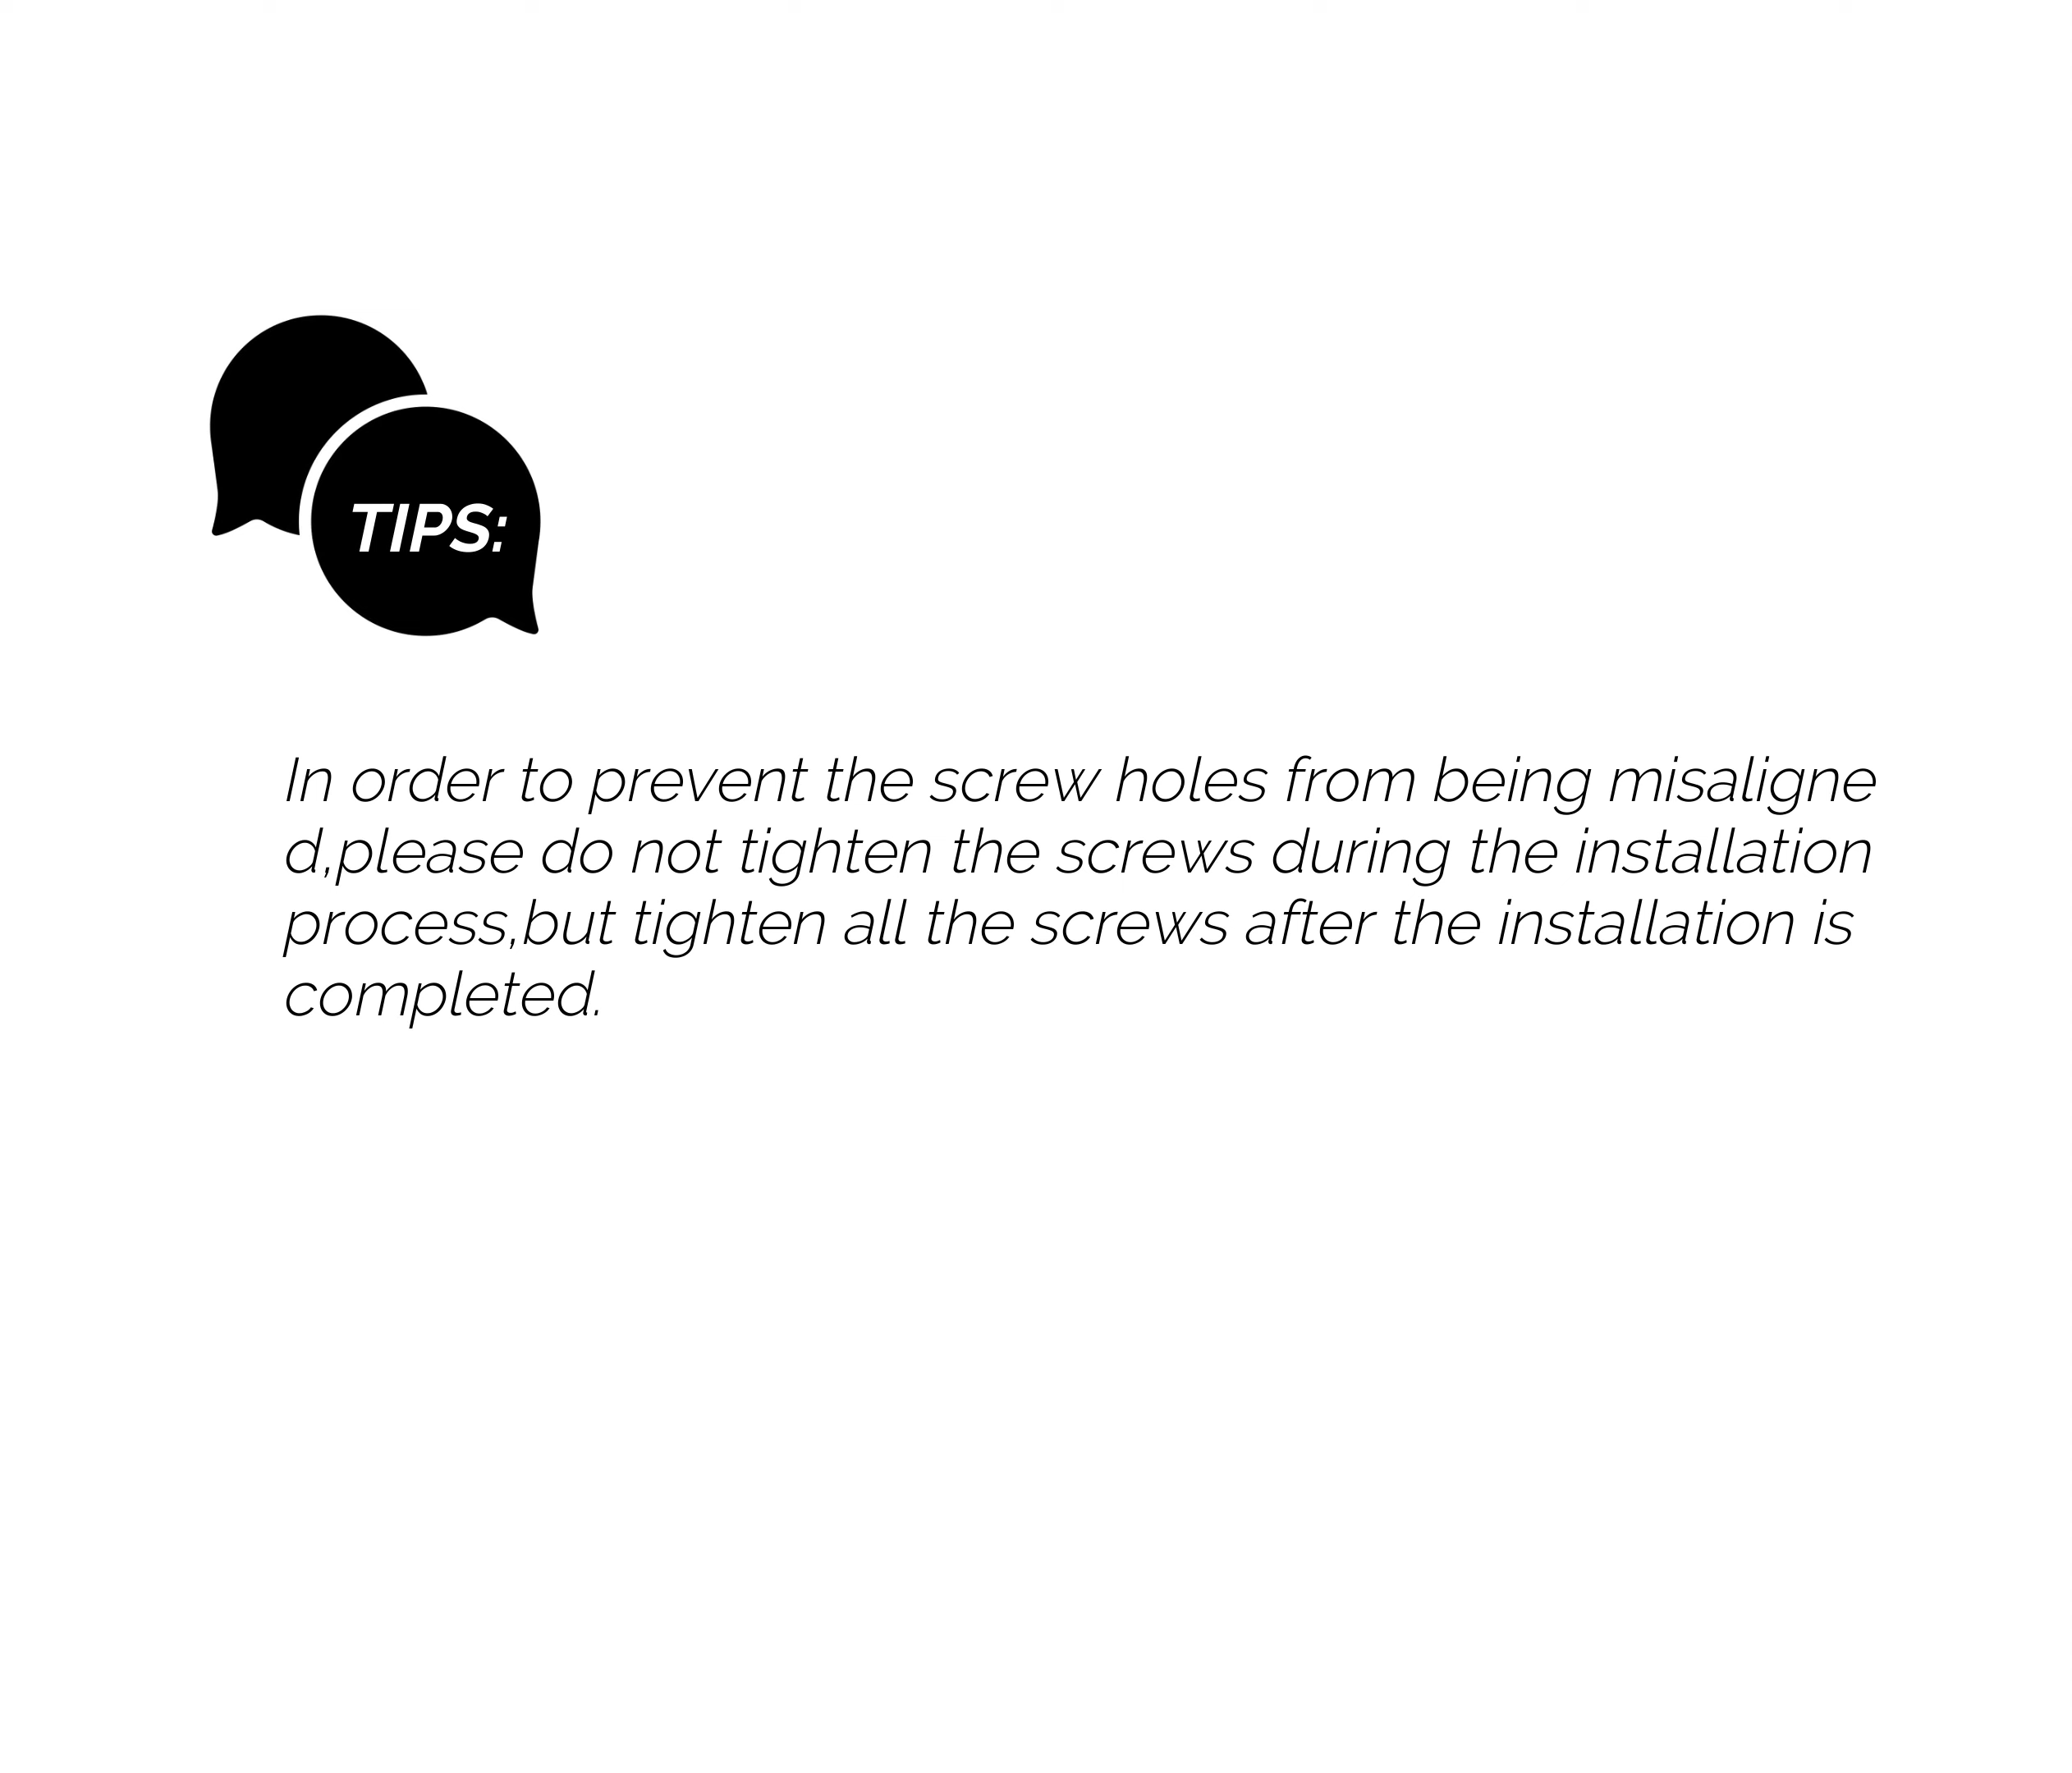 TIPS:
In order to prevent the screw holes from being misaligne
d,please do not tighten the screws during the installation
process,but tighten all the screws after the installation is
completed.